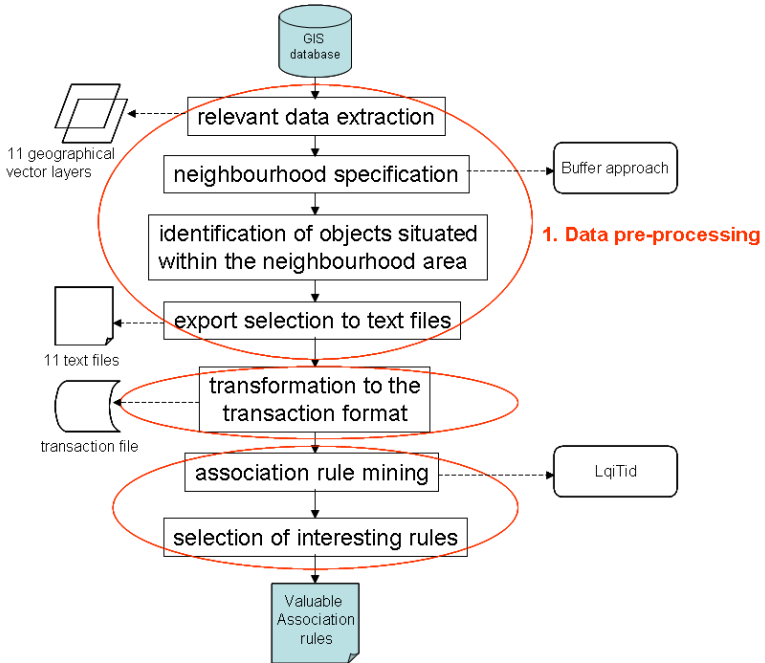 GIS
database
relevant data extraction
11 geographical
vector layers
neighbourhood specification
Buffer approach
identification of objects situated
within the neighbourhood area
1. Data pre-processing
export selection to text files
11 text files
transformation to the
transaction format
transaction file
association rule mining
LqiTid
selection of interesting rules
Valuable
Association
rules